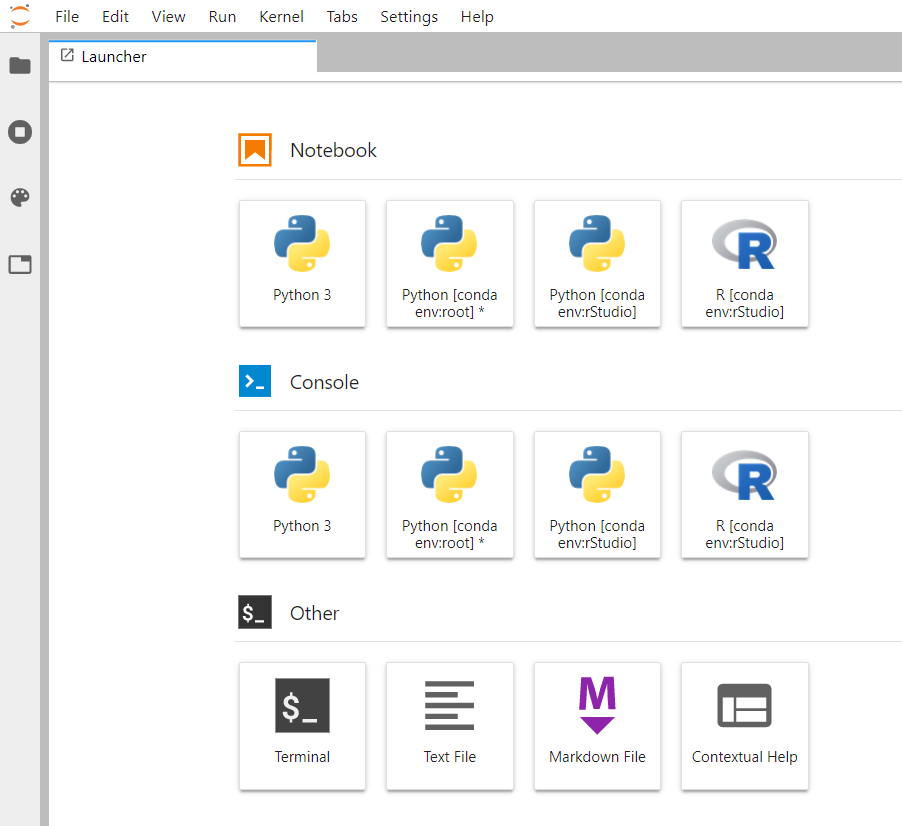 File Edit View Run Kernel Tabs Settings Help
Launcher
Notebook
Python 3
Python [conda env:root] *
Python [conda env:rStudio]
R [conda env:rStudio]
Console
Python 3
Python [conda env:root] *
Python [conda env:rStudio]
R [conda env:rStudio]
$_ Other
$_
Terminal
Text File
M
Markdown File
Contextual Help